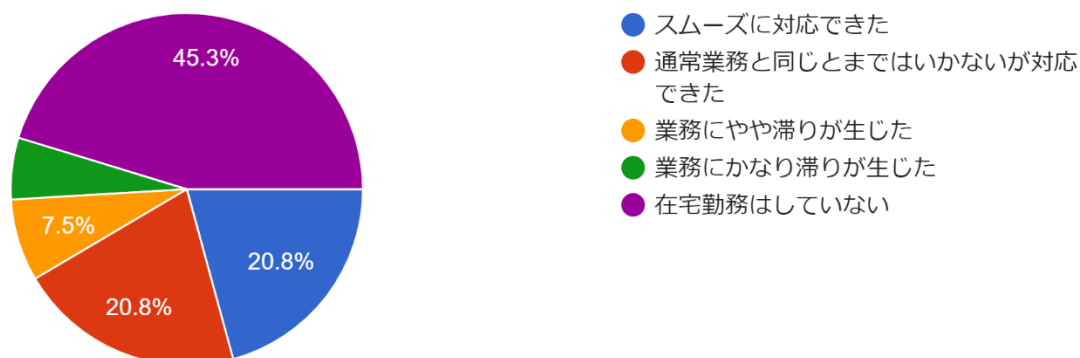 45.3%
7.5%
20.8%
20.8%
スムーズに対応できた
通常業務と同じとまではいかないが対応
できた
業務にやや滞りが生じた
業務にかなり滞りが生じた
在宅勤務はしていない